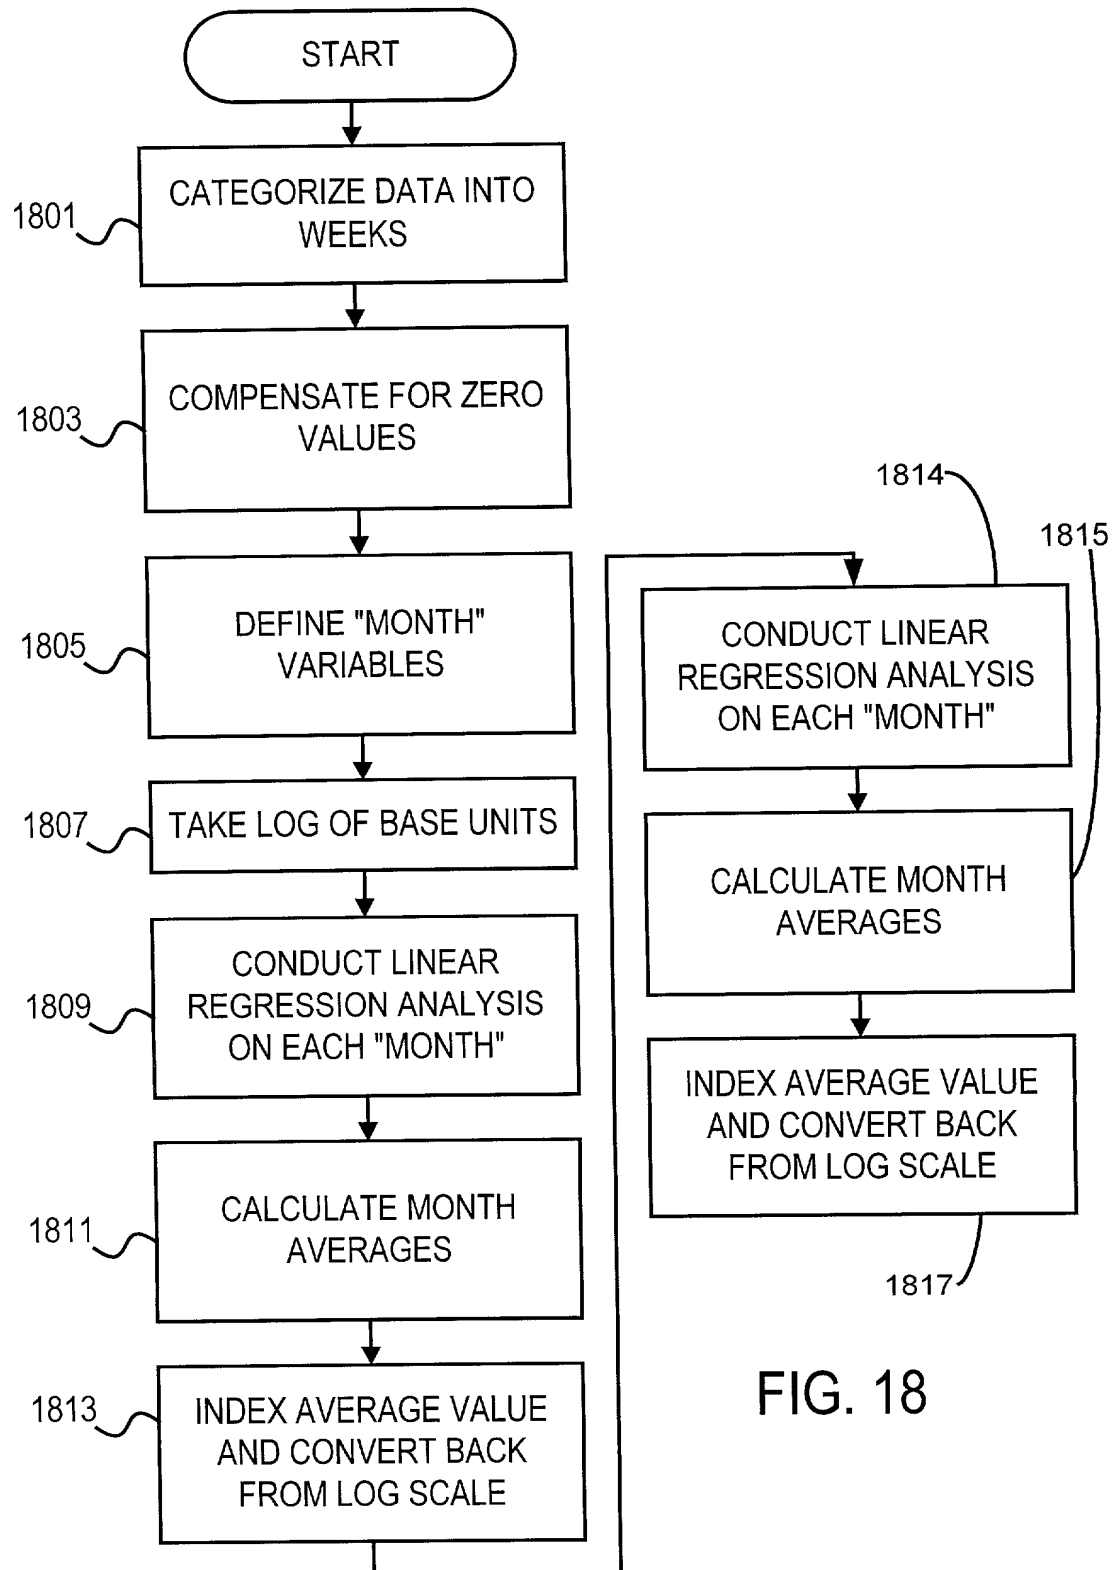 START
1801
CATEGORIZE DATA INTO
WEEKS
1803
COMPENSATE FOR ZERO
VALUES
1805
DEFINE "MONTH"
VARIABLES
1807
TAKE LOG OF BASE UNITS
1809
CONDUCT LINEAR
REGRESSION ANALYSIS
ON EACH "MONTH"
1811
CALCULATE MONTH
AVERAGES
1813
INDEX AVERAGE VALUE
AND CONVERT BACK
FROM LOG SCALE
1814
CONDUCT LINEAR
REGRESSION ANALYSIS
ON EACH "MONTH"
1815
CALCULATE MONTH
AVERAGES
INDEX AVERAGE VALUE
AND CONVERT BACK
FROM LOG SCALE
1817
FIG. 18